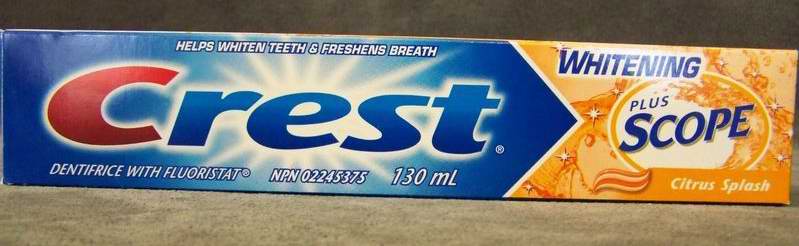 HELPS WHITEN TEETH & FRESHENS BREATH
Crest®
DENTIFRICE WITH FLUORISTAT® NPN 02245375 130 mL
WHITENING
PLUS
SCOPE
Citrus Splash